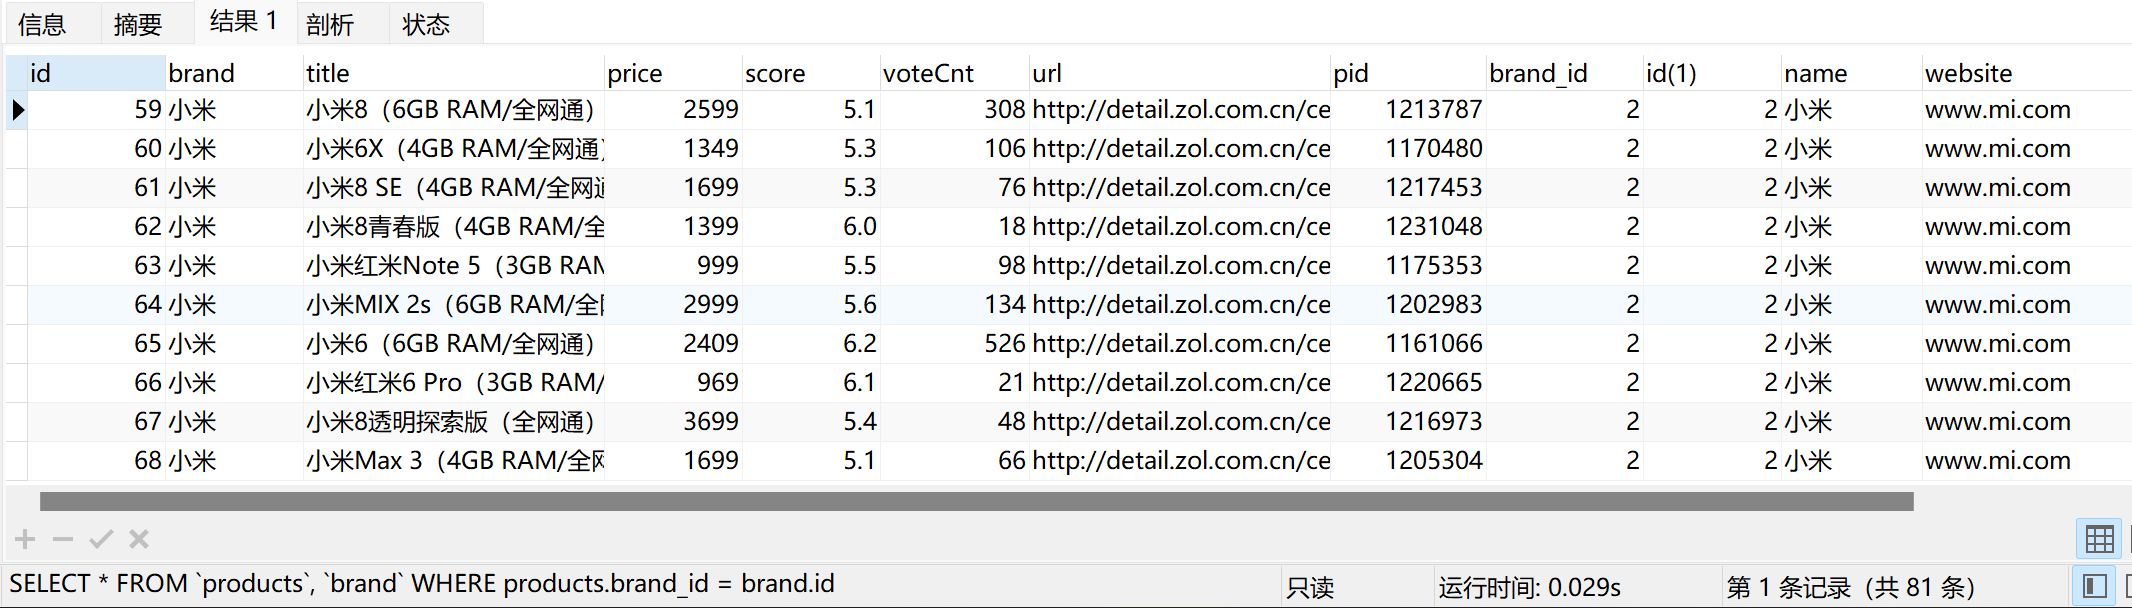 信息 摘要 结果 1 剖析 状态
id brand title price score voteCnt url pid brand_id id(1) name website
59 小米 小米8（6GB RAM/全网通） 2599 5.1 308 http://detail.zol.com.cn/ce 1213787 2 2 小米 www.mi.com
60 小米 小米6X（4GB RAM/全网通） 1349 5.3 106 http://detail.zol.com.cn/ce 1170480 2 2 小米 www.mi.com
61 小米 小米8 SE（4GB RAM/全网通 1699 5.3 76 http://detail.zol.com.cn/ce 1217453 2 2 小米 www.mi.com
62 小米 小米8青春版（4GB RAM/全 1399 6.0 18 http://detail.zol.com.cn/ce 1231048 2 2 小米 www.mi.com
63 小米 小米红米Note 5（3GB RAM 999 5.5 98 http://detail.zol.com.cn/ce 1175353 2 2 小米 www.mi.com
64 小米 小米MIX 2s（6GB RAM/全 2999 5.6 134 http://detail.zol.com.cn/ce 1202983 2 2 小米 www.mi.com
65 小米 小米6（6GB RAM/全网通） 2409 6.2 526 http://detail.zol.com.cn/ce 1161066 2 2 小米 www.mi.com
66 小米 小米红米6 Pro（3GB RAM/ 969 6.1 21 http://detail.zol.com.cn/ce 1220665 2 2 小米 www.mi.com
67 小米 小米8透明探索版（全网通） 3699 5.4 48 http://detail.zol.com.cn/ce 1216973 2 2 小米 www.mi.com
68 小米 小米Max 3（4GB RAM/全网 1699 5.1 66 http://detail.zol.com.cn/ce 1205304 2 2 小米 www.mi.com
SELECT * FROM `products`, `brand` WHERE products.brand_id = brand.id 只读 运行时间: 0.029s 第 1 条记录（共 81 条）